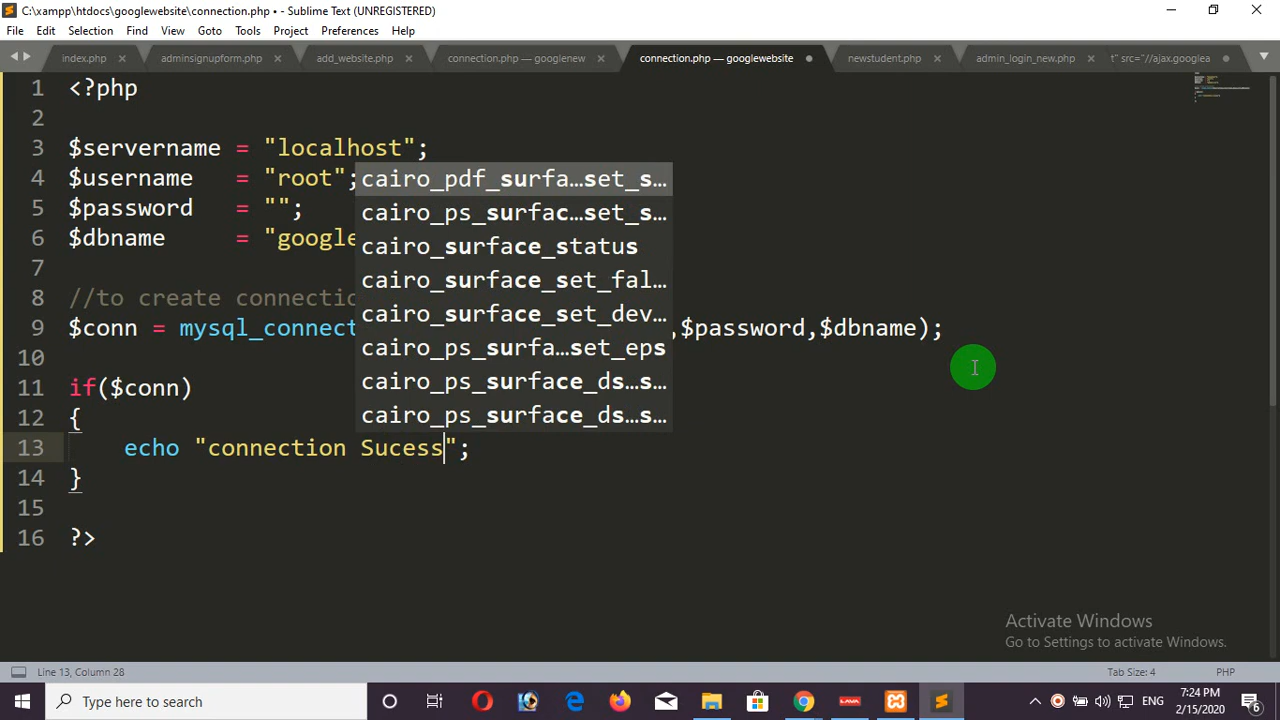 C:\xampp\htdocs\googlewebsite\connection.php • - Sublime Text (UNREGISTERED)
File Edit Selection Find View Goto Tools Project Preferences Help
index.php adminsignupform.php add_website.php connection.php — googlenew connection.php — googlewebsite newstudent.php admin_login_new.php t" src="//ajax.googlea
1 <?php
2
3 $servername = "localhost";
4 $username = "root";
cairo_pdf_surfa…set_s…
5 $password = "";
cairo_ps_surfac…set_s…
6 $dbname = "google
cairo_surface_status
7
cairo_surface_set_fal…
8 //to create connectio
cairo_surface_set_dev…
9 $conn = mysql_connect ,$password,$dbname);
cairo_ps_surfa…set_eps
10
cairo_ps_surface_ds…s…
11 if($conn)
cairo_ps_surface_ds…s…
12 {
13 echo "connection Sucess";
14 }
15
16 ?>
Activate Windows
Go to Settings to activate Windows.
Line 13, Column 28 Tab Size: 4 PHP
Type here to search LAVA ENG 7:24 PM
2/15/2020 6